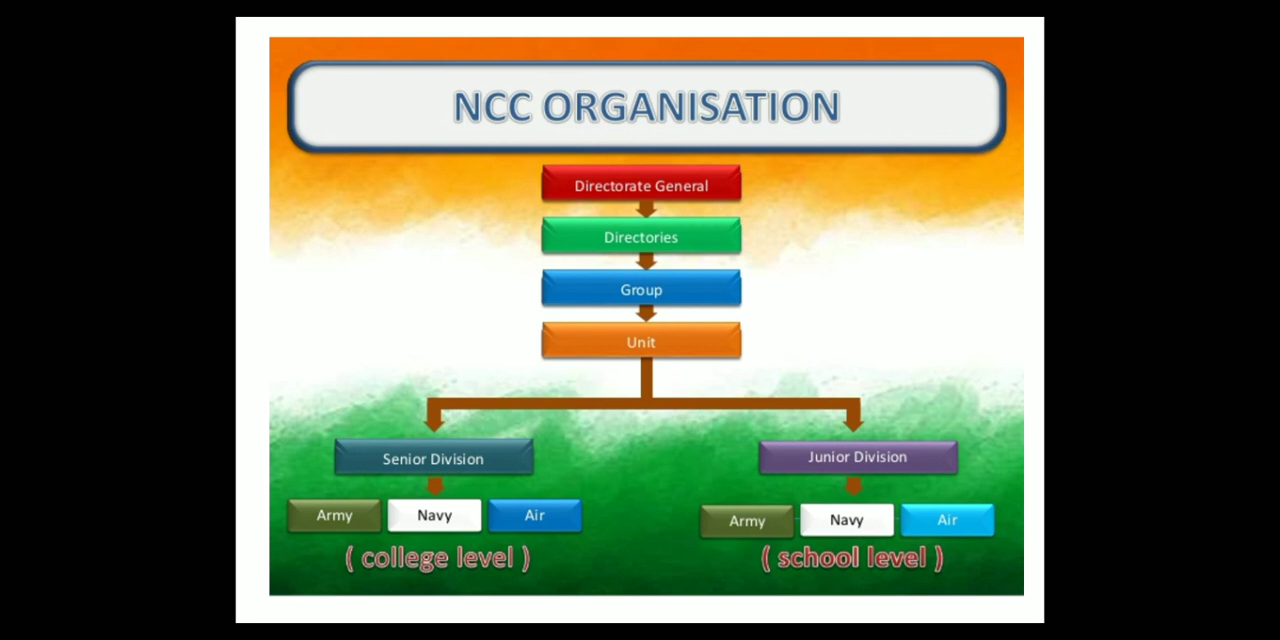 NCC ORGANISATION
Directorate General
Directories
Group
Unit
Senior Division
Junior Division
Army Navy Air
Army Navy Air
( college level )
( school level )